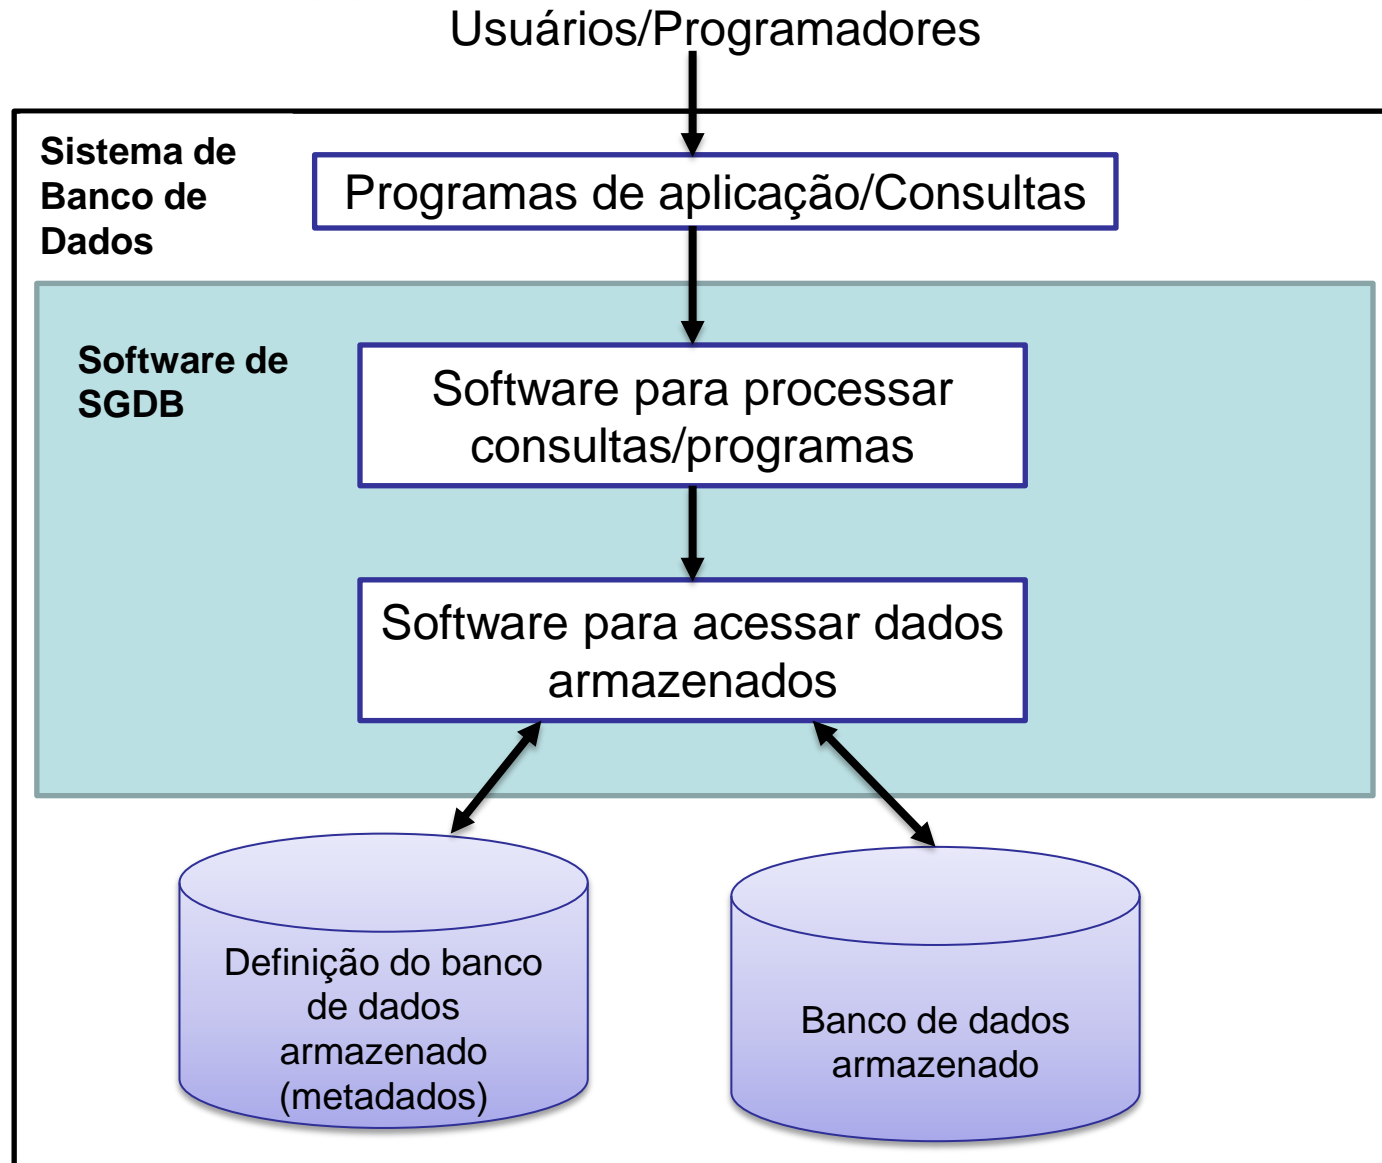 Usuários/Programadores
Sistema de
Banco de
Dados
Programas de aplicação/Consultas
Software de
SGDB
Software para processar
consultas/programas
Software para acessar dados
armazenados
Definição do banco
de dados
armazenado
(metadados)
Banco de dados
armazenado